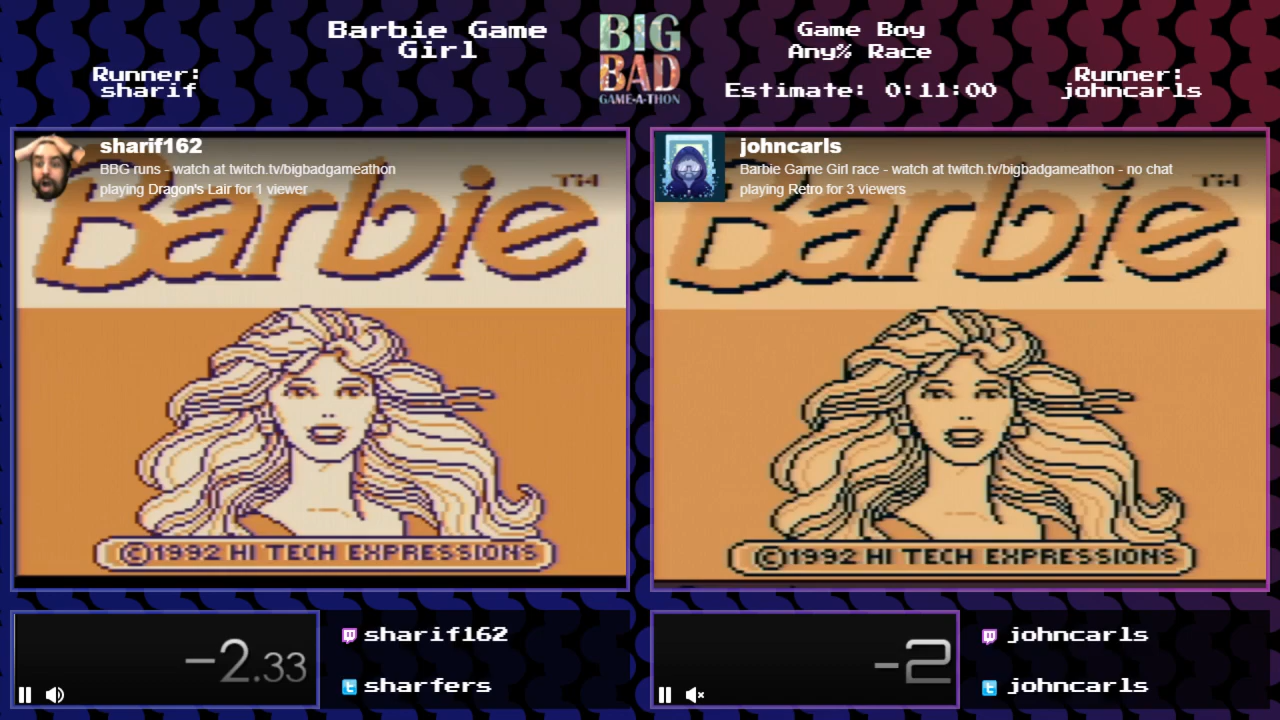 Barbie Game
Girl
Runner:
sharif
BIG
BAD
GAME-A-THON
Game Boy
Any% Race
Estimate: 0:11:00
Runner:
johncarls
sharif162
BBG runs - watch at twitch.tv/bigbadgameathon
playing Dragon's Lair for 1 viewer
Barbie TM
©1992 HI TECH EXPRESSIONS
johncarls
Barbie Game Girl race - watch at twitch.tv/bigbadgameathon - no chat
playing Retro for 3 viewers
Barbie TM
©1992 HI TECH EXPRESSIONS
-2.33
sharif162
sharfers
-2
johncarls
johncarls